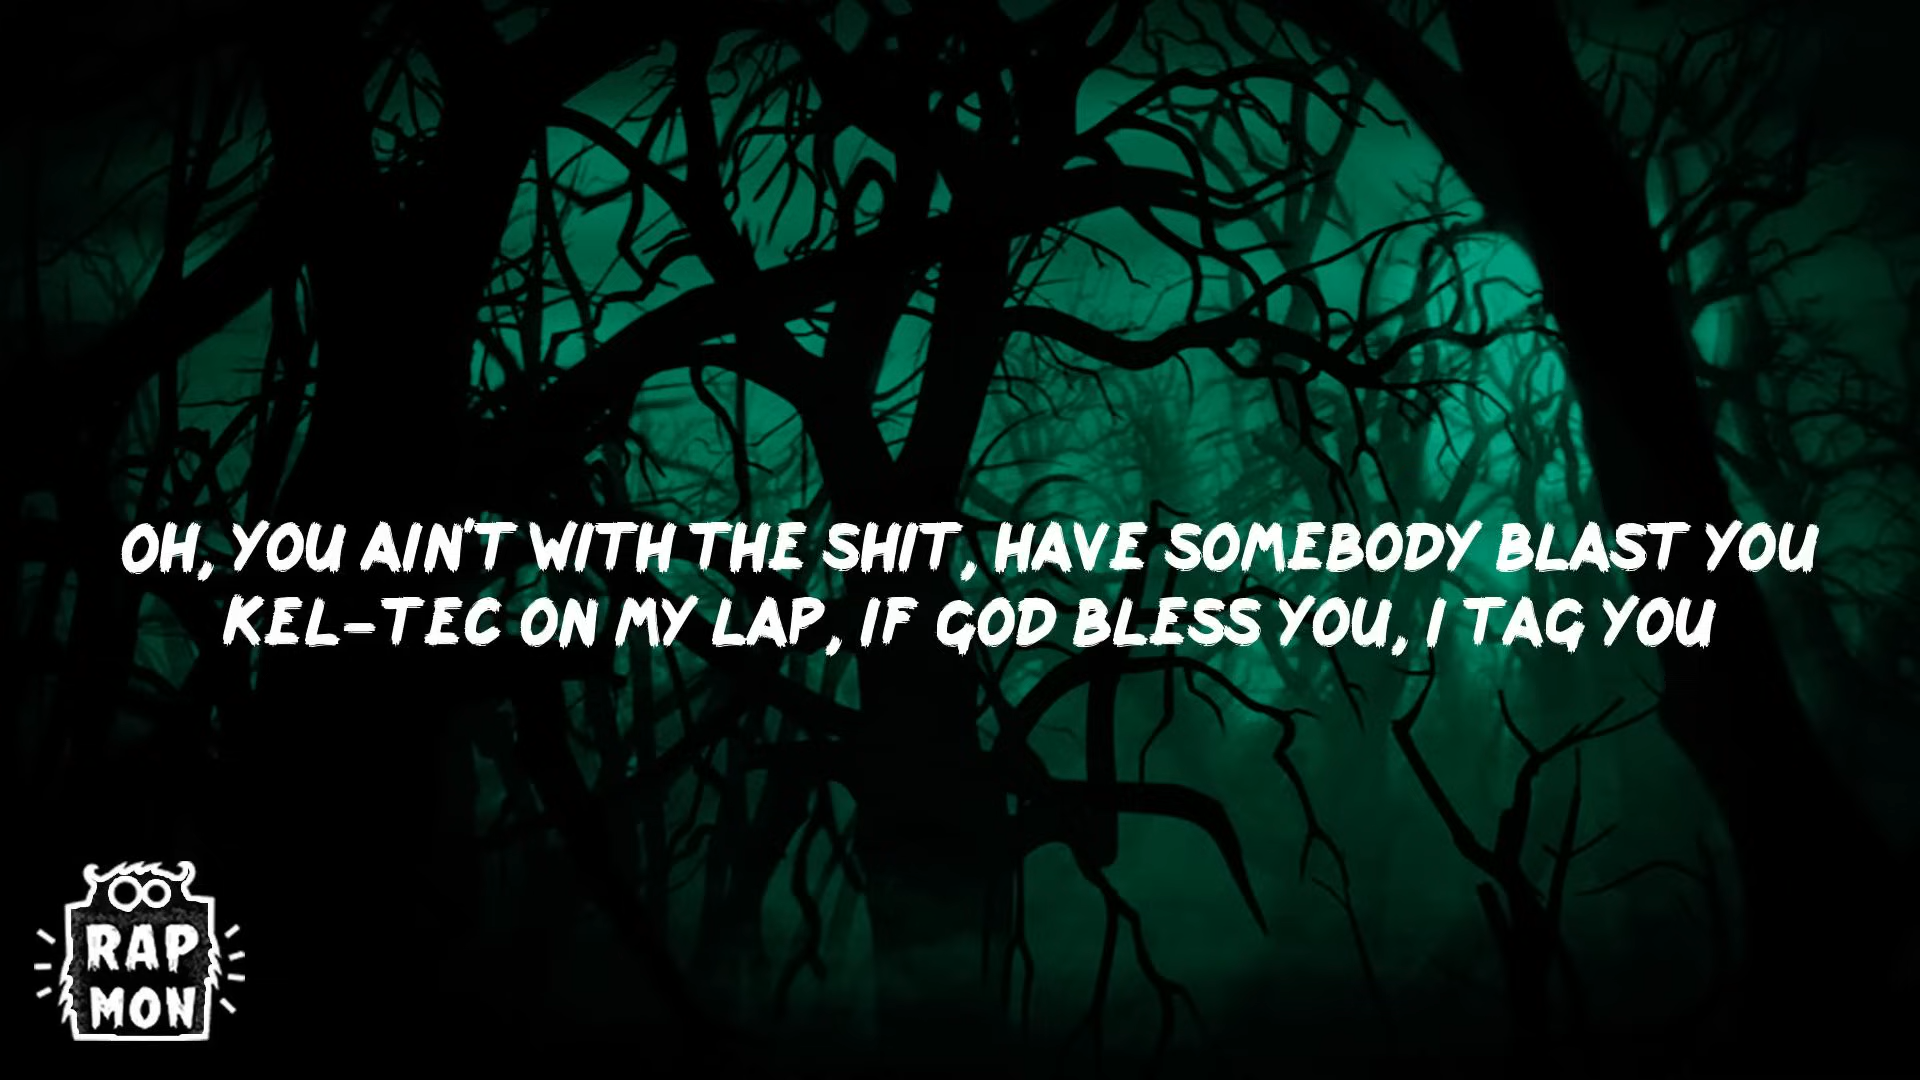 OH, YOU AIN'T WITH THE SHIT, HAVE SOMEBODY BLAST YOU
KEL-TEC ON MY LAP, IF GOD BLESS YOU, I TAG YOU
RAP
MON